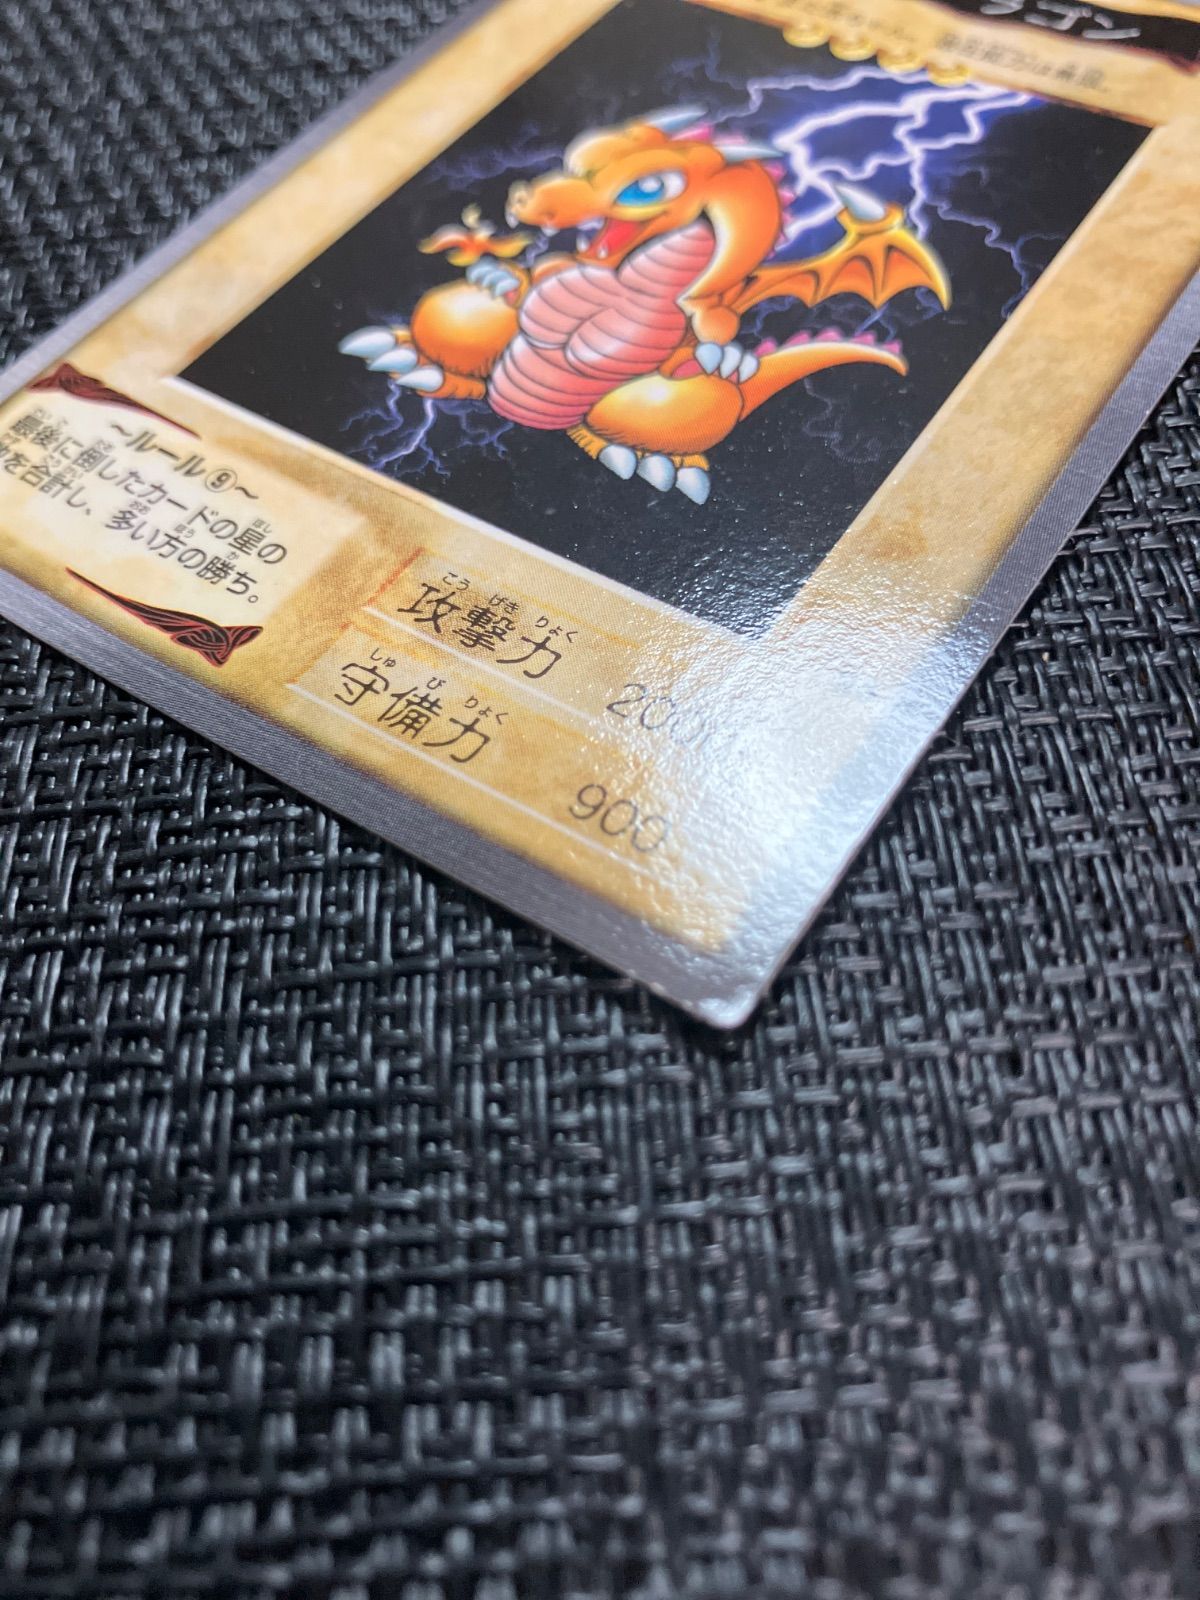 ラゴン
～ルール⑨～
最後に倒したカードの星の
を合計し、多い方の勝ち。
攻撃力 200
守備力 900